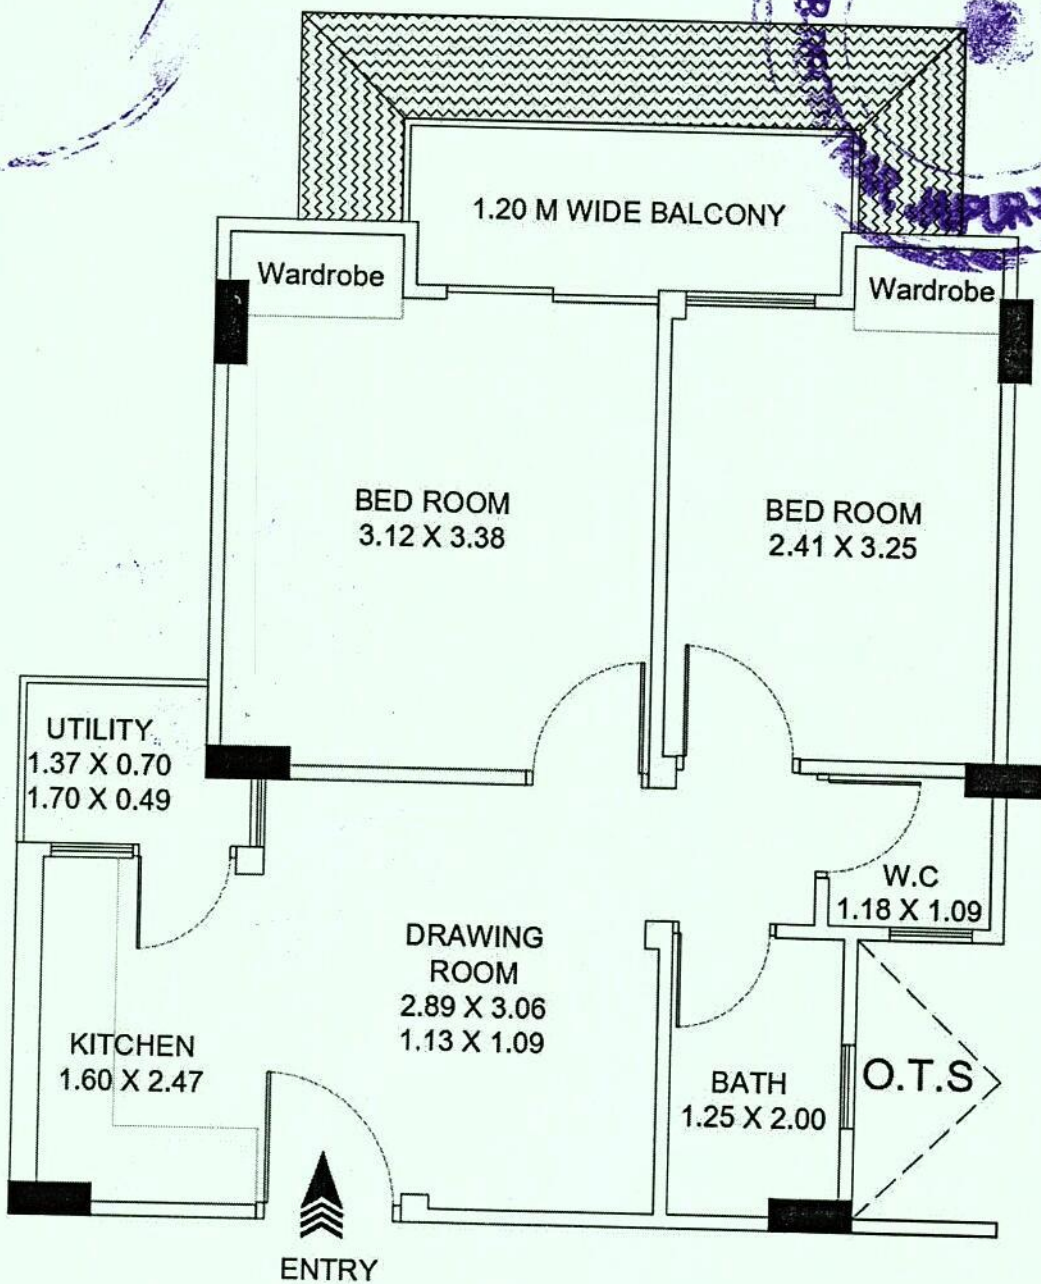 1.20 M WIDE BALCONY
Wardrobe
Wardrobe
BED ROOM
3.12 X 3.38
BED ROOM
2.41 X 3.25
UTILITY
1.37 X 0.70
1.70 X 0.49
W.C
1.18 X 1.09
DRAWING
ROOM
2.89 X 3.06
1.13 X 1.09
KITCHEN
1.60 X 2.47
BATH
1.25 X 2.00
O.T.S
ENTRY